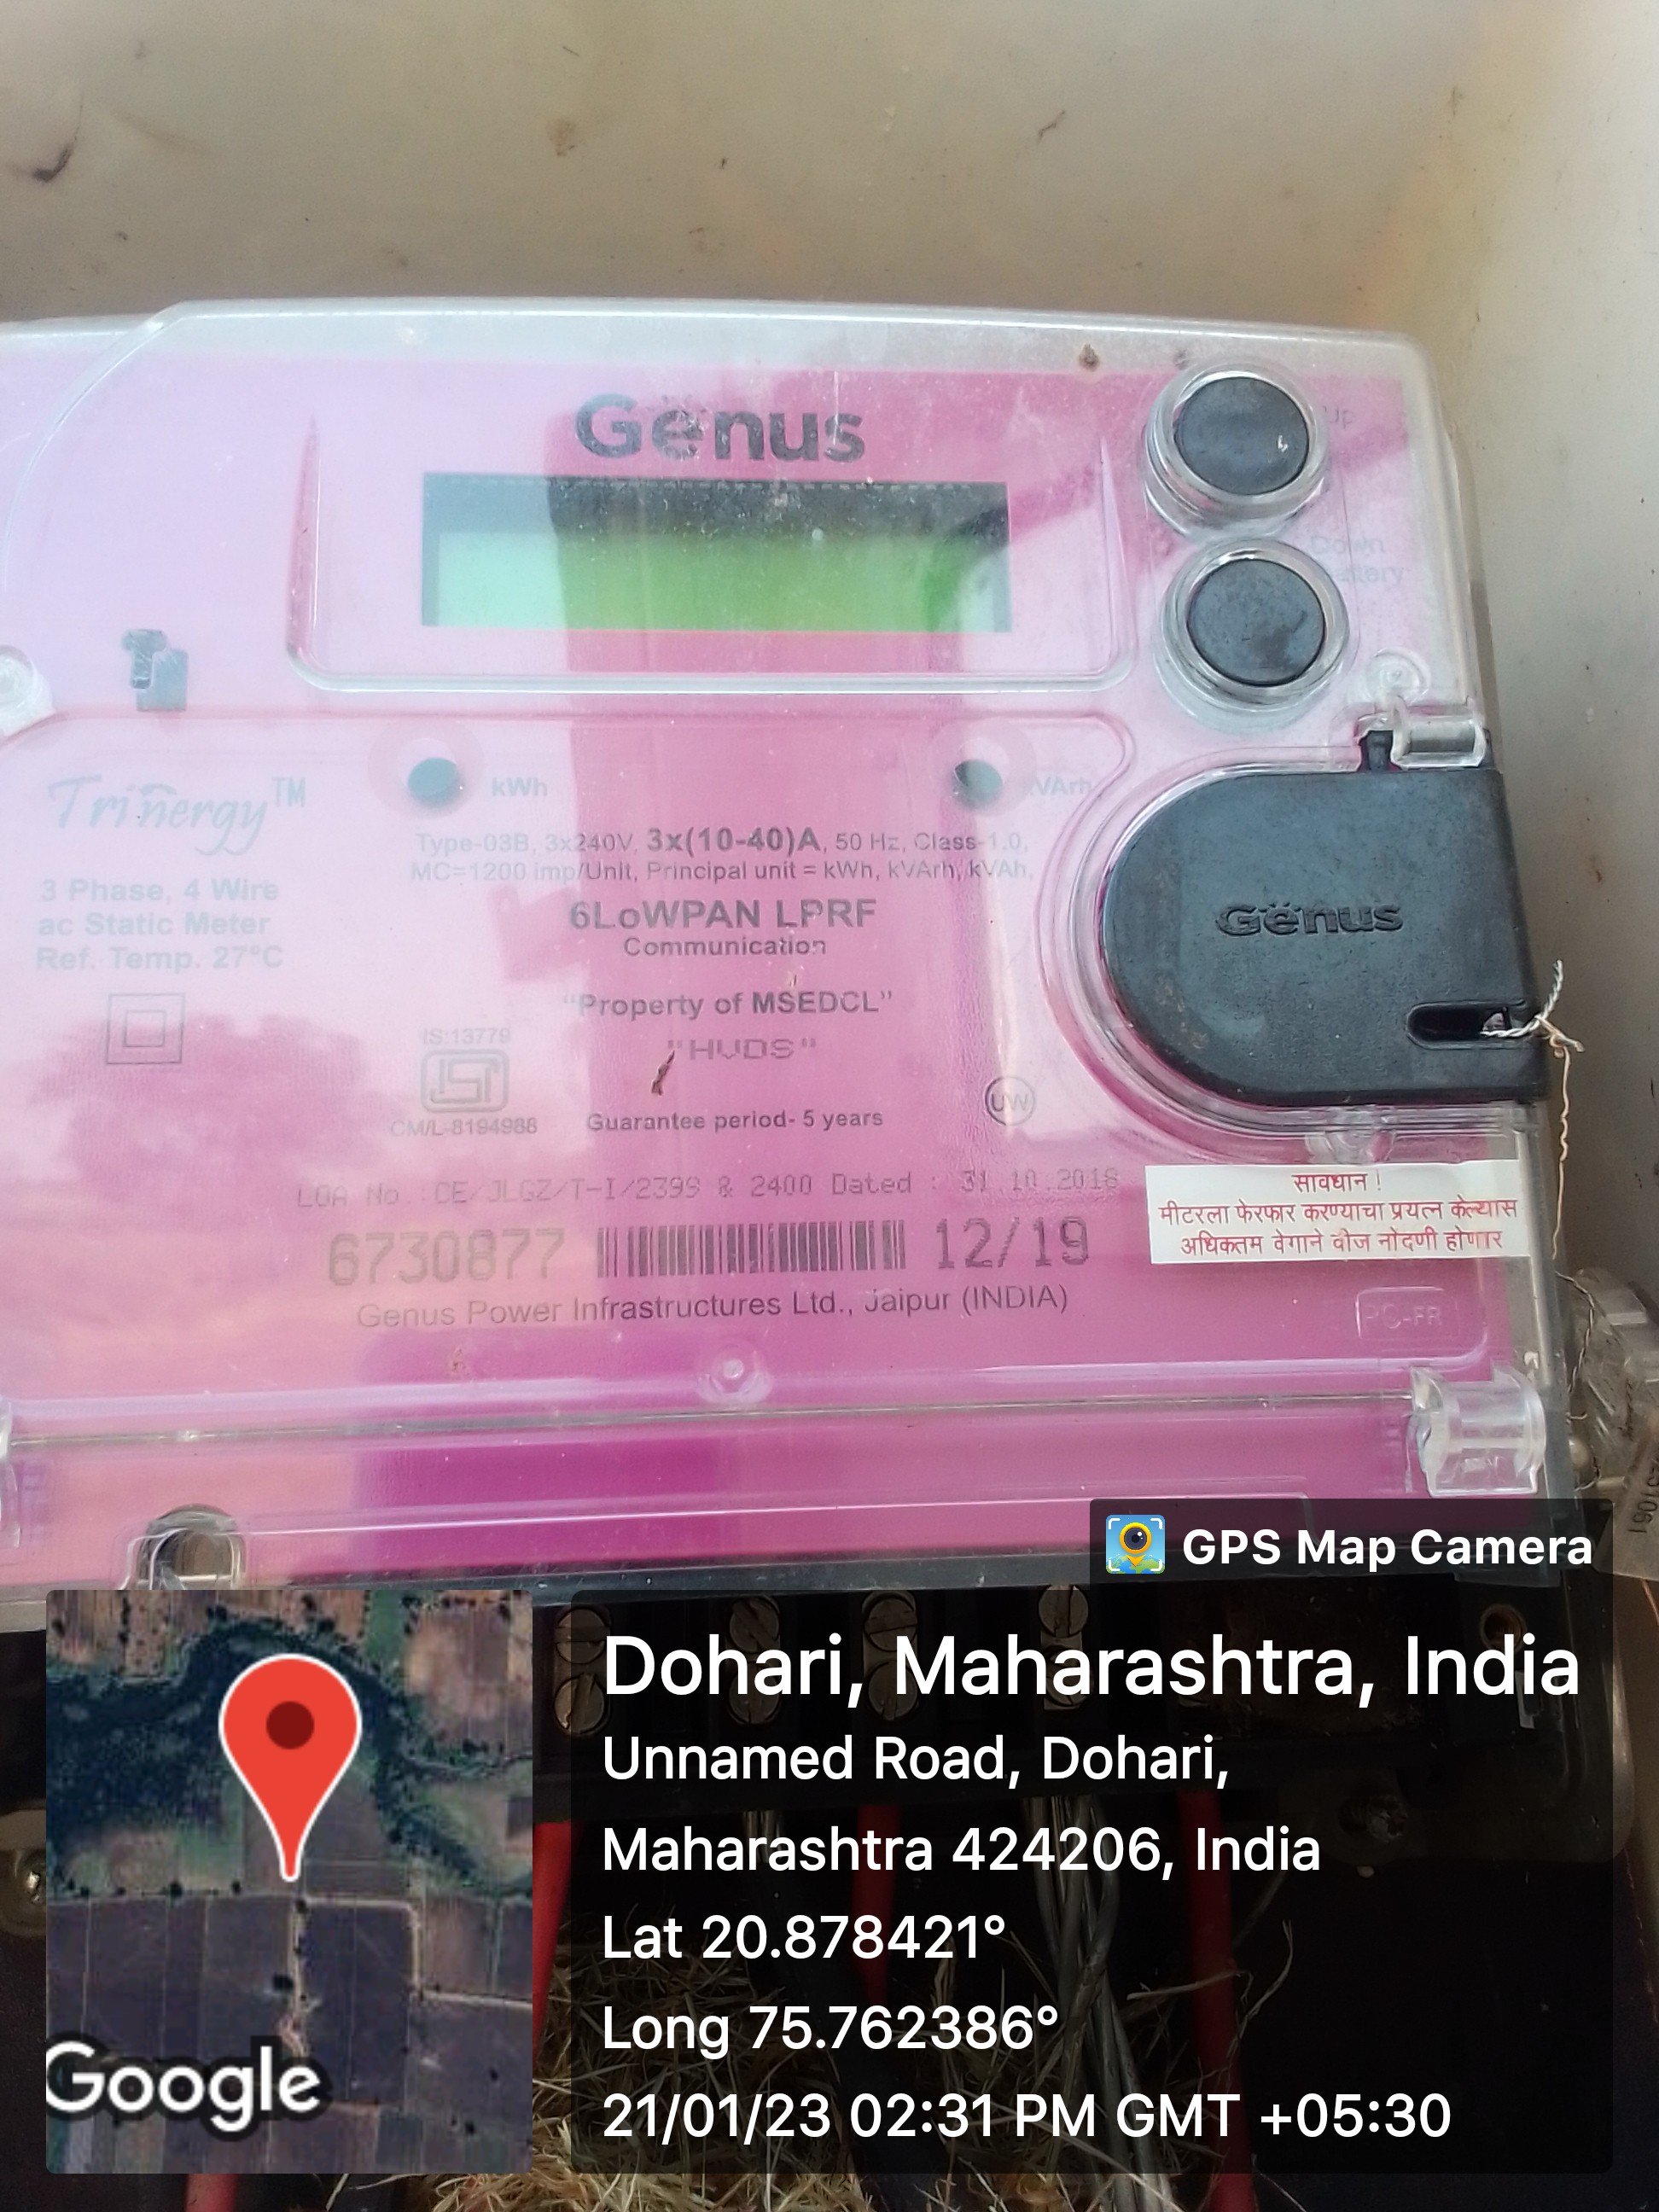 Genus
Up
Down
Battery
kWh
kVArh
Trinergy™
Type-03B, 3x240V, 3x(10-40)A, 50 Hz, Class-1.0,
MC=1200 imp/Unit, Principal unit = kWh, kVArh, kVAh,
3 Phase, 4 Wire
ac Static Meter
Ref. Temp. 27°C
6LoWPAN LPRF
Communication
Genus
"Property of MSEDCL"
"HVDS"
IS:13779
CM/L-8194988
Guarantee period- 5 years
UW
LOA No.:CE/JLGZ/T-I/2399 & 2400 Dated : 31.10.2018
6730877 12/19
Genus Power Infrastructures Ltd., Jaipur (INDIA)
सावधान !
मीटरला फेरफार करण्याचा प्रयत्न केल्यास
अधिकतम वेगाने वीज नोंदणी होणार
PC-FR
GPS Map Camera
Dohari, Maharashtra, India
Unnamed Road, Dohari,
Maharashtra 424206, India
Lat 20.878421°
Long 75.762386°
21/01/23 02:31 PM GMT +05:30
Google